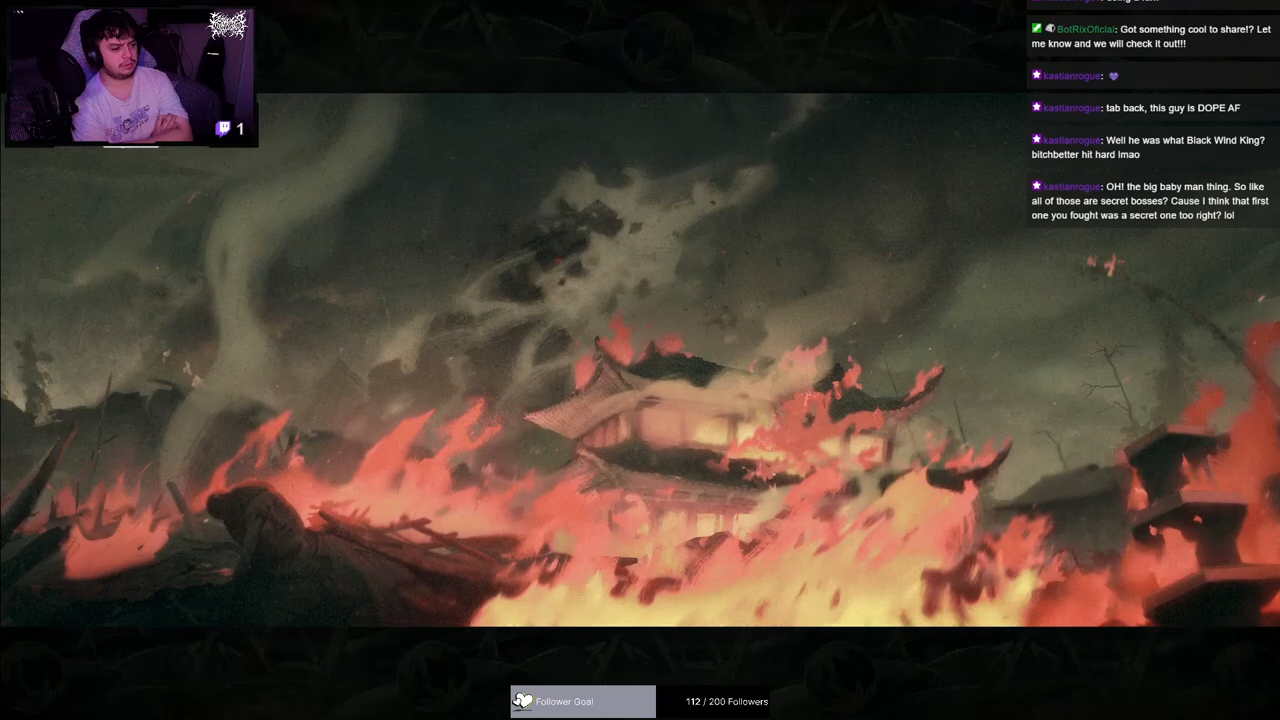 1
BotRixOficial: Got something cool to share!? Let
me know and we will check it out!!!
kastianrogue: 💜
kastianrogue: tab back, this guy is DOPE AF
kastianrogue: Well he was what Black Wind King?
bitchbetter hit hard lmao
kastianrogue: OH! the big baby man thing. So like
all of those are secret bosses? Cause I think that first
one you fought was a secret one too right? lol
Follower Goal
112 / 200 Followers